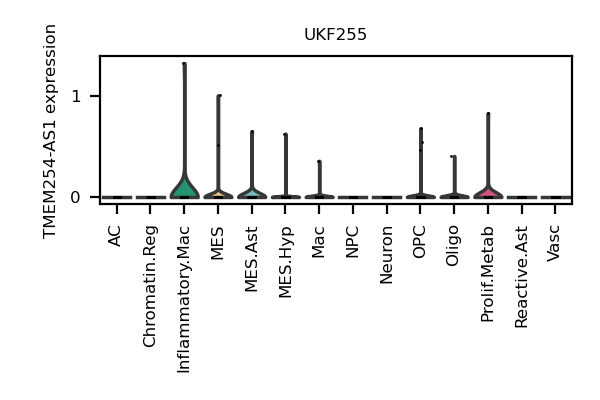 UKF255
TMEM254-AS1 expression
1
0
AC
Chromatin.Reg
Inflammatory.Mac
MES
MES.Ast
MES.Hyp
Mac
NPC
Neuron
OPC
Oligo
Prolif.Metab
Reactive.Ast
Vasc